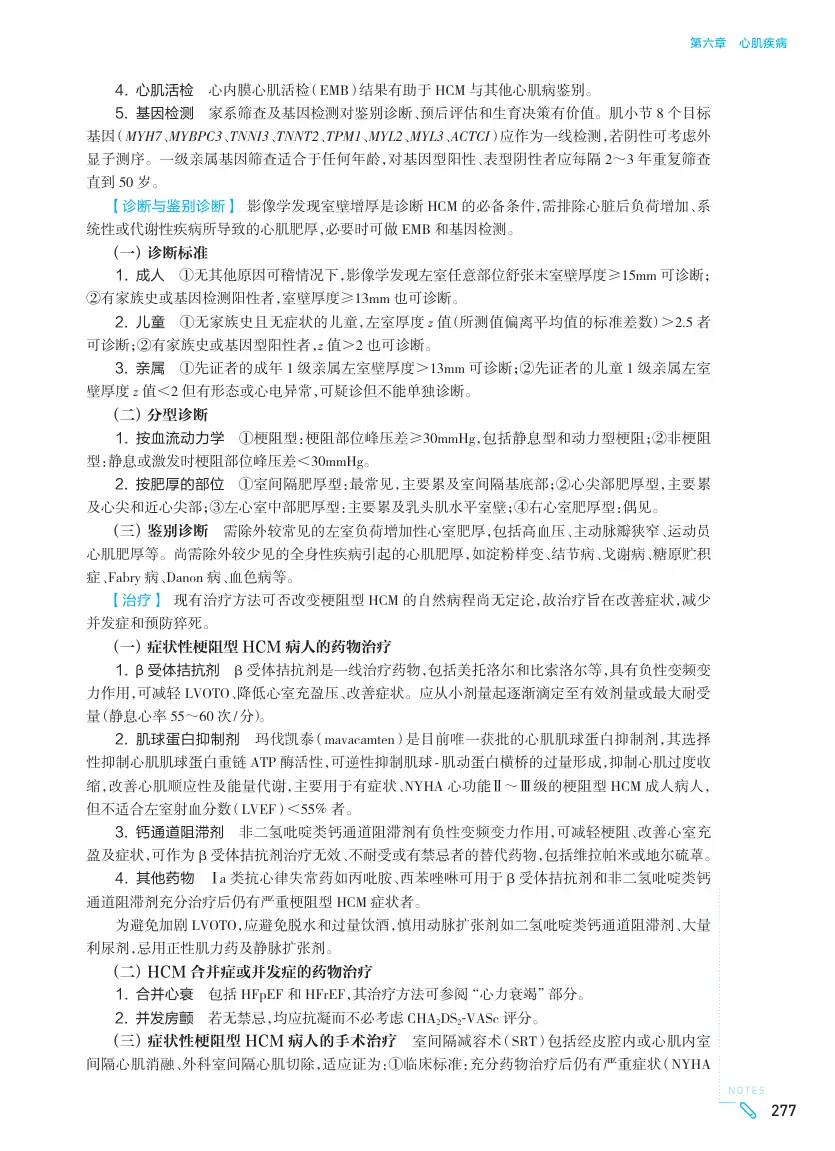 第六章 心肌疾病
4. 心肌活检 心内膜心肌活检（EMB）结果有助于 HCM 与其他心肌病鉴别。
5. 基因检测 家系筛查及基因检测对鉴别诊断、预后评估和生育决策有价值。肌小节 8 个目标
基因（MYH7、MYBPC3、TNNI3、TNNT2、TPM1、MYL2、MYL3、ACTCI）应作为一线检测，若阴性可考虑外
显子测序。一级亲属基因筛查适合于任何年龄，对基因型阳性、表型阴性者应每隔 2～3 年重复筛查
直到 50 岁。
【诊断与鉴别诊断】 影像学发现室壁增厚是诊断 HCM 的必备条件，需排除心脏后负荷增加、系
统性或代谢性疾病所导致的心肌肥厚，必要时可做 EMB 和基因检测。
（一）诊断标准
1. 成人 ①无其他原因可稽情况下，影像学发现左室任意部位舒张末室壁厚度≥15mm 可诊断；
②有家族史或基因检测阳性者，室壁厚度≥13mm 也可诊断。
2. 儿童 ①无家族史且无症状的儿童，左室厚度 z 值（所测值偏离平均值的标准差数）＞2.5 者
可诊断；②有家族史或基因型阳性者，z 值＞2 也可诊断。
3. 亲属 ①先证者的成年 1 级亲属左室壁厚度＞13mm 可诊断；②先证者的儿童 1 级亲属左室
壁厚度 z 值＜2 但有形态或心电异常，可疑诊但不能单独诊断。
（二）分型诊断
1. 按血流动力学 ①梗阻型：梗阻部位峰压差≥30mmHg，包括静息型和动力型梗阻；②非梗阻
型：静息或激发时梗阻部位峰压差＜30mmHg。
2. 按肥厚的部位 ①室间隔肥厚型：最常见，主要累及室间隔基底部；②心尖部肥厚型，主要累
及心尖和近心尖部；③左心室中部肥厚型：主要累及乳头肌水平室壁；④右心室肥厚型：偶见。
（三）鉴别诊断 需除外较常见的左室负荷增加性心室肥厚，包括高血压、主动脉瓣狭窄、运动员
心肌肥厚等。尚需除外较少见的全身性疾病引起的心肌肥厚，如淀粉样变、结节病、戈谢病、糖原贮积
症、Fabry 病、Danon 病、血色病等。
【治疗】 现有治疗方法可否改变梗阻型 HCM 的自然病程尚无定论，故治疗旨在改善症状，减少
并发症和预防猝死。
（一）症状性梗阻型 HCM 病人的药物治疗
1. β 受体拮抗剂 β 受体拮抗剂是一线治疗药物，包括美托洛尔和比索洛尔等，具有负性变频变
力作用，可减轻 LVOTO、降低心室充盈压、改善症状。应从小剂量起逐渐滴定至有效剂量或最大耐受
量（静息心率 55～60 次/分）。
2. 肌球蛋白抑制剂 玛伐凯泰（mavacamten）是目前唯一获批的心肌肌球蛋白抑制剂，其选择
性抑制心肌肌球蛋白重链 ATP 酶活性，可逆性抑制肌球-肌动蛋白横桥的过量形成，抑制心肌过度收
缩，改善心肌顺应性及能量代谢，主要用于有症状、NYHA 心功能Ⅱ～Ⅲ级的梗阻型 HCM 成人病人，
但不适合左室射血分数（LVEF）＜55% 者。
3. 钙通道阻滞剂 非二氢吡啶类钙通道阻滞剂有负性变频变力作用，可减轻梗阻、改善心室充
盈及症状，可作为 β 受体拮抗剂治疗无效、不耐受或有禁忌者的替代药物，包括维拉帕米或地尔硫䓬。
4. 其他药物 Ⅰa 类抗心律失常药如丙吡胺、西苯唑啉可用于 β 受体拮抗剂和非二氢吡啶类钙
通道阻滞剂充分治疗后仍有严重梗阻型 HCM 症状者。
为避免加剧 LVOTO，应避免脱水和过量饮酒，慎用动脉扩张剂如二氢吡啶类钙通道阻滞剂、大量
利尿剂，忌用正性肌力药及静脉扩张剂。
（二）HCM 合并症或并发症的药物治疗
1. 合并心衰 包括 HFpEF 和 HFrEF，其治疗方法可参阅“心力衰竭”部分。
2. 并发房颤 若无禁忌，均应抗凝而不必考虑 CHA₂DS₂-VASc 评分。
（三）症状性梗阻型 HCM 病人的手术治疗 室间隔减容术（SRT）包括经皮腔内或心肌内室
间隔心肌消融、外科室间隔心肌切除，适应证为：①临床标准：充分药物治疗后仍有严重症状（NYHA
NOTES
277